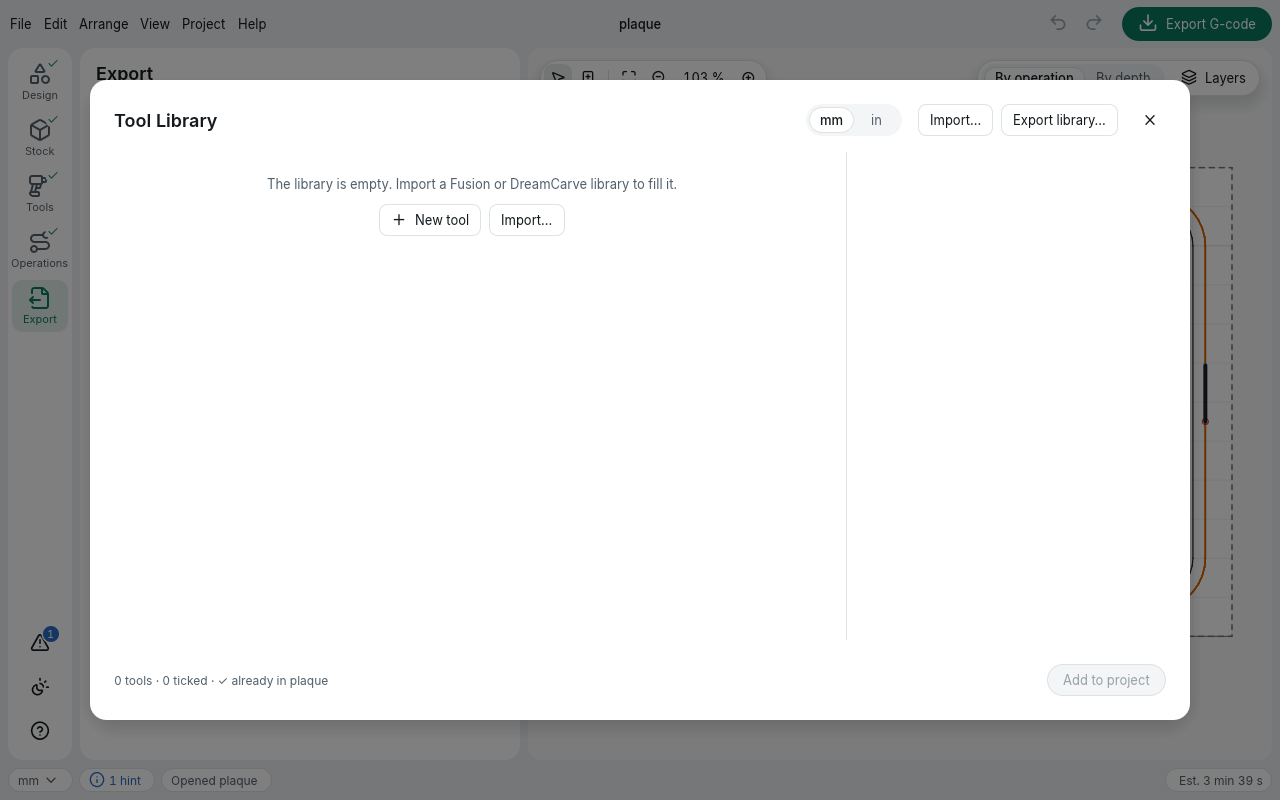 File Edit Arrange View Project Help
plaque
Export G-code
Design
Stock
Tools
Operations
Export
1
Export
103 %
By operation By depth
Layers
Tool Library
mm in
Import...
Export library...
The library is empty. Import a Fusion or DreamCarve library to fill it.
New tool
Import...
0 tools · 0 ticked · ✓ already in plaque
Add to project
mm
1 hint
Opened plaque
Est. 3 min 39 s